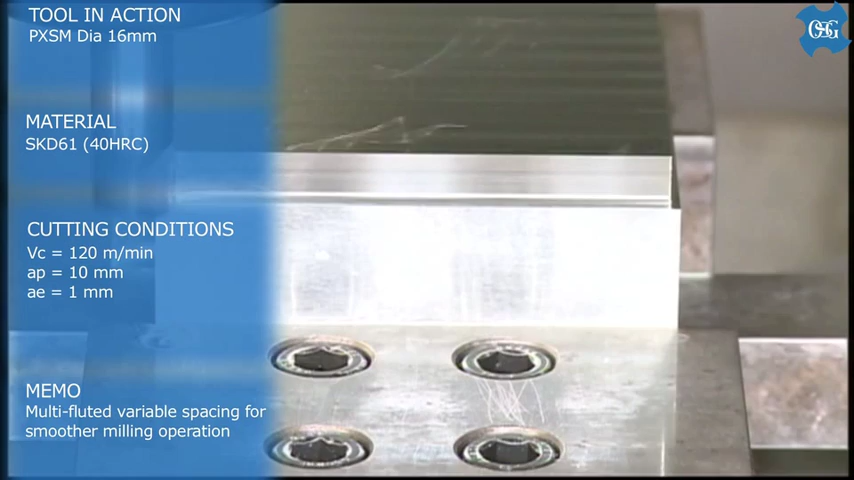 TOOL IN ACTION
PXSM Dia 16mm
OSG
MATERIAL
SKD61 (40HRC)
CUTTING CONDITIONS
Vc = 120 m/min
ap = 10 mm
ae = 1 mm
MEMO
Multi-fluted variable spacing for
smoother milling operation